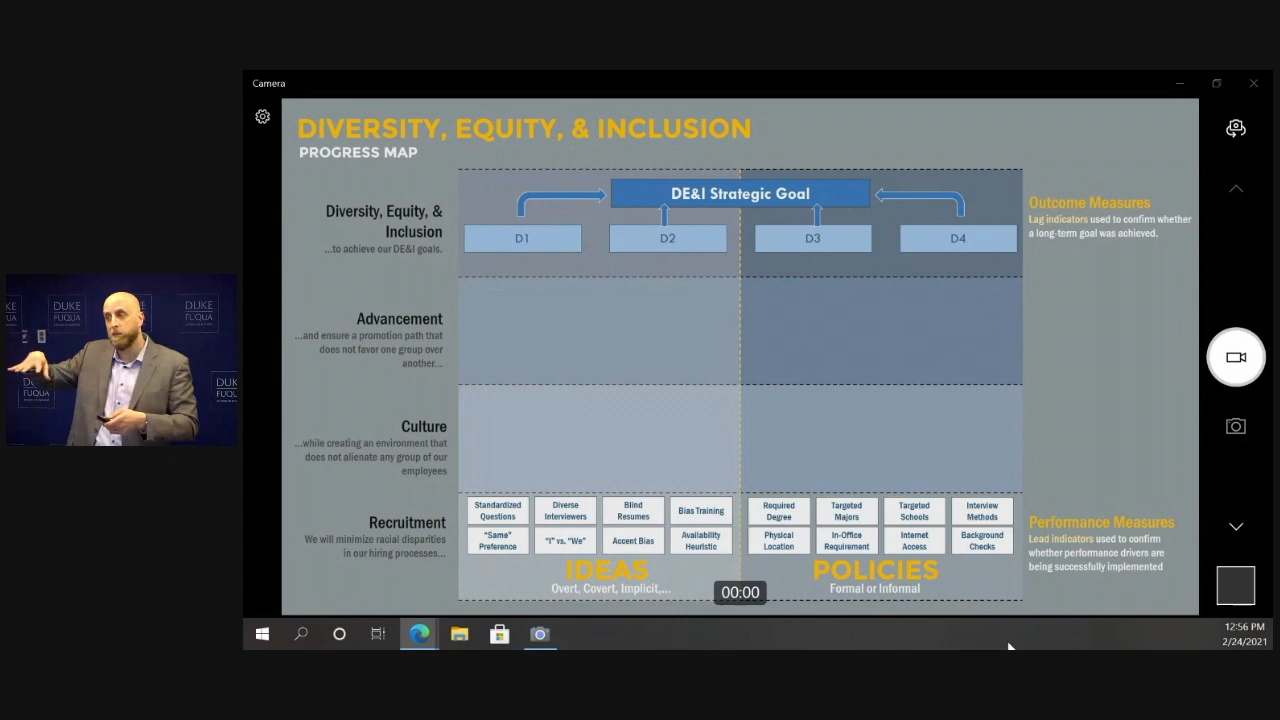 Camera
DIVERSITY, EQUITY, & INCLUSION
PROGRESS MAP
DE&I Strategic Goal
D1
D2
D3
D4
Diversity, Equity, &
Inclusion
...to achieve our DE&I goals.
Outcome Measures
Lag indicators used to confirm whether
a long-term goal was achieved.
Advancement
...and ensure a promotion path that
does not favor one group over
another...
Culture
...while creating an environment that
does not alienate any group of our
employees
Recruitment
We will minimize racial disparities
in our hiring processes...
Standardized
Questions
Diverse
Interviewers
Blind
Resumes
Bias Training
Required
Degree
Targeted
Majors
Targeted
Schools
Interview
Methods
"Same"
Preference
"I" vs. "We"
Accent Bias
Availability
Heuristic
Physical
Location
In-Office
Requirement
Internet
Access
Background
Checks
Performance Measures
Lead indicators used to confirm
whether performance drivers are
being successfully implemented
IDEAS
Overt, Covert, Implicit,...
POLICIES
Formal or Informal
00:00
12:56 PM
2/24/2021
DUKE
FUQUA
DUKE
FUQUA
FUQUA
DUK
FUQUA